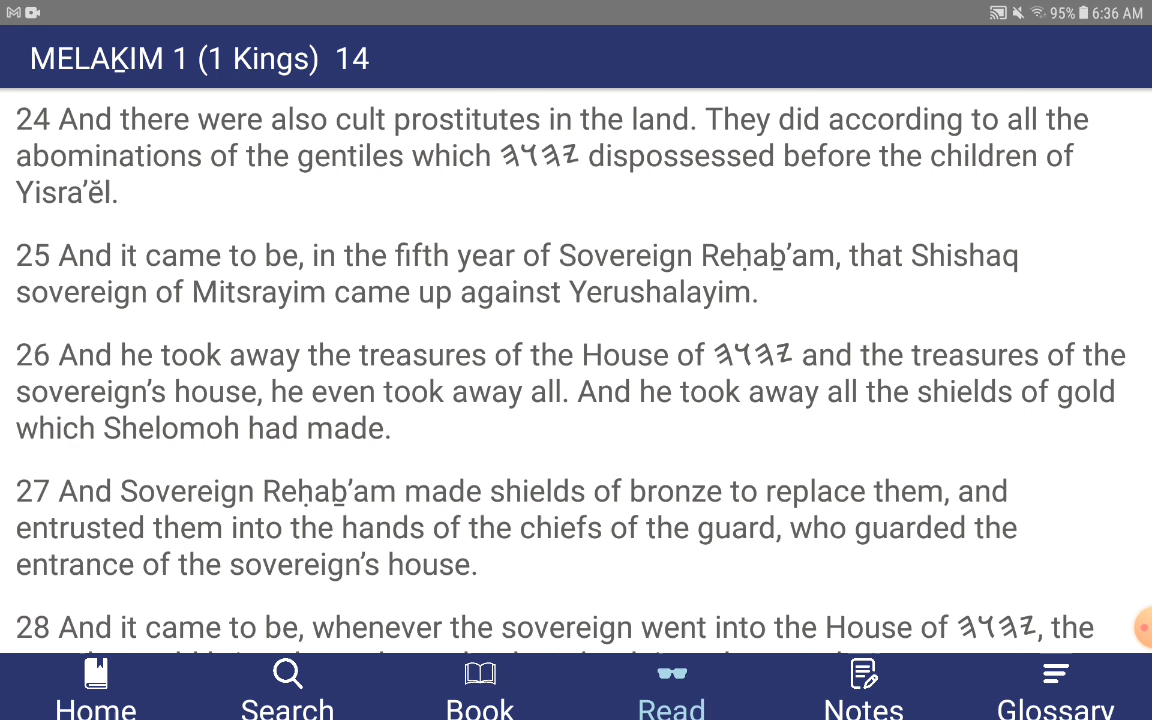 95% 6:36 AM
MELAḴIM 1 (1 Kings) 14
24 And there were also cult prostitutes in the land. They did according to all the
abominations of the gentiles which 𐤉𐤄𐤅𐤄 dispossessed before the children of
Yisra’ĕl.
25 And it came to be, in the fifth year of Sovereign Reḥaḇ’am, that Shishaq
sovereign of Mitsrayim came up against Yerushalayim.
26 And he took away the treasures of the House of 𐤉𐤄𐤅𐤄 and the treasures of the
sovereign’s house, he even took away all. And he took away all the shields of gold
which Shelomoh had made.
27 And Sovereign Reḥaḇ’am made shields of bronze to replace them, and
entrusted them into the hands of the chiefs of the guard, who guarded the
entrance of the sovereign’s house.
28 And it came to be, whenever the sovereign went into the House of 𐤉𐤄𐤅𐤄, the
Home Search Book Read Notes Glossary